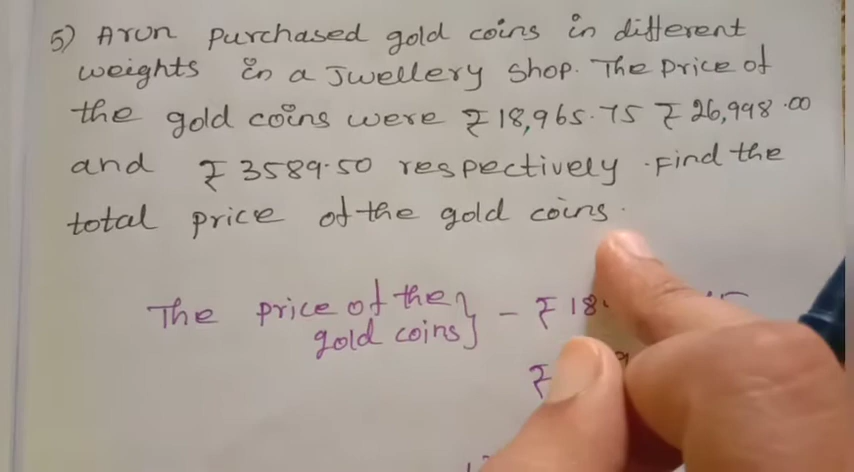 5) Arun purchased gold coins in different
weights in a Jwellery shop. The price of
the gold coins were ₹18,965.75 ₹26,998.00
and ₹3589.50 respectively. Find the
total price of the gold coins.
The price of the } - ₹18
gold coins
₹